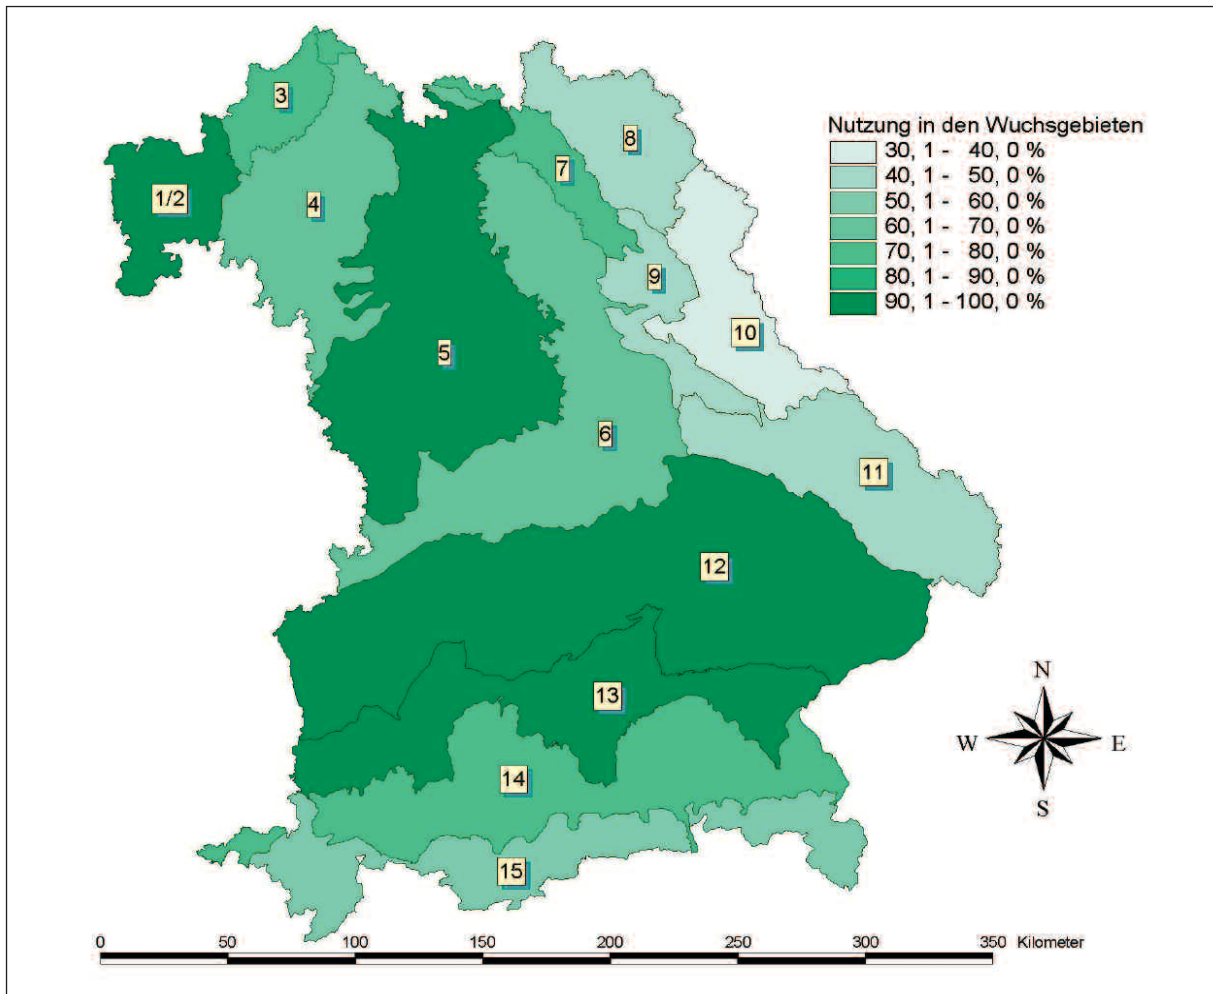 3
8
7
1/2
4
9
10
5
6
11
12
13
14
15
Nutzung in den Wuchsgebieten
30, 1 - 40, 0 %
40, 1 - 50, 0 %
50, 1 - 60, 0 %
60, 1 - 70, 0 %
70, 1 - 80, 0 %
80, 1 - 90, 0 %
90, 1 - 100, 0 %
N
W E
S
0 50 100 150 200 250 300 350 Kilometer